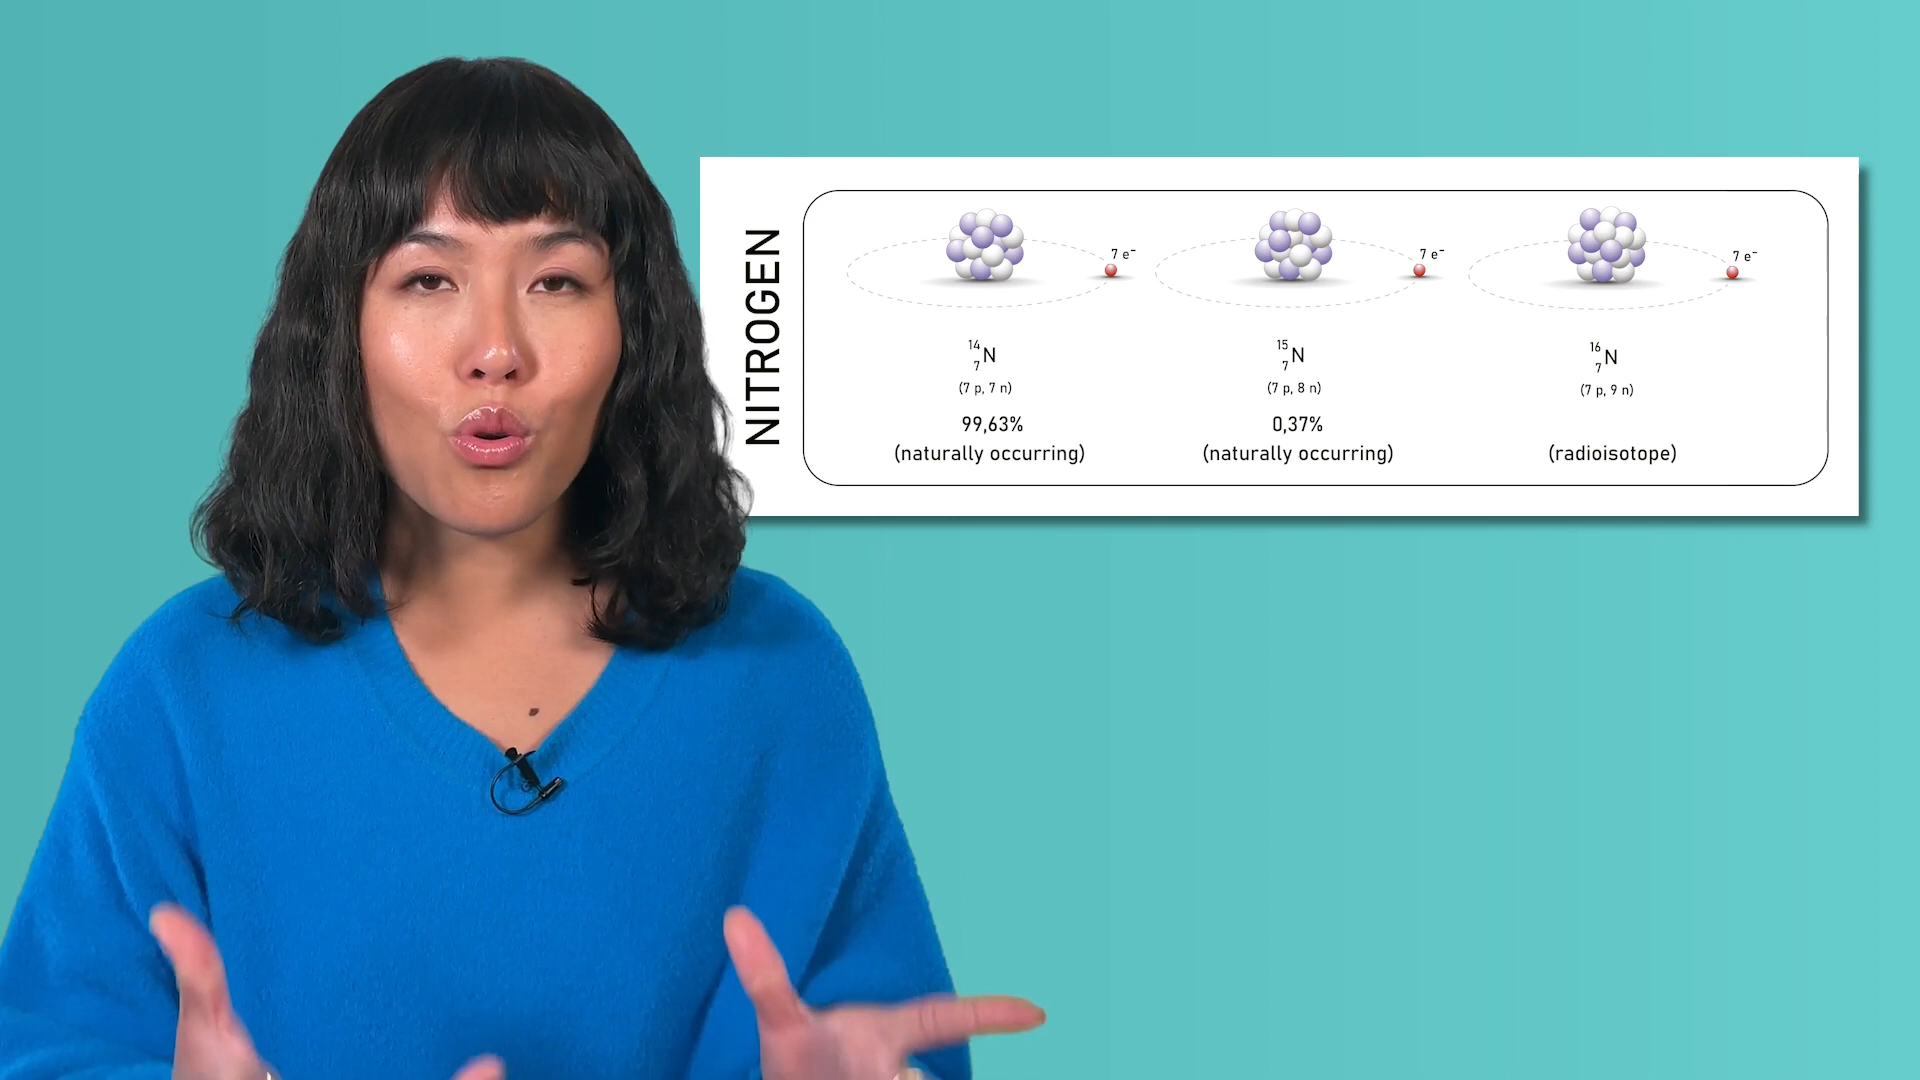 NITROGEN
7 e⁻
¹⁴₇N
(7 p, 7 n)
99,63%
(naturally occurring)
7 e⁻
¹⁵₇N
(7 p, 8 n)
0,37%
(naturally occurring)
7 e⁻
¹⁶₇N
(7 p, 9 n)
(radioisotope)